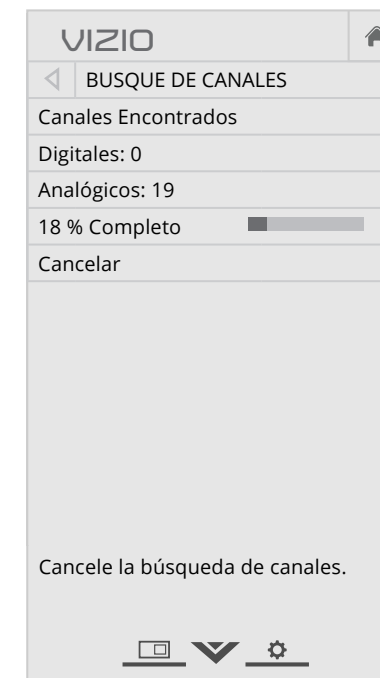 VIZIO
BUSQUE DE CANALES
Canales Encontrados
Digitales: 0
Analógicos: 19
18 % Completo
Cancelar
Cancele la búsqueda de canales.